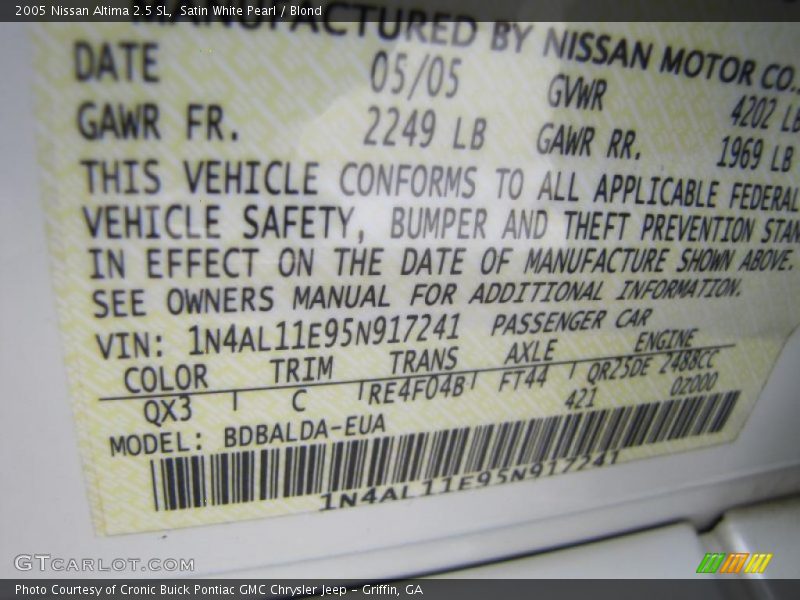 2005 Nissan Altima 2.5 SL, Satin White Pearl / Blond
MANUFACTURED BY NISSAN MOTOR CO.,
DATE 05/05 GVWR 4202 LB
GAWR FR. 2249 LB GAWR RR. 1969 LB
THIS VEHICLE CONFORMS TO ALL APPLICABLE FEDERAL
VEHICLE SAFETY, BUMPER AND THEFT PREVENTION STAN
IN EFFECT ON THE DATE OF MANUFACTURE SHOWN ABOVE.
SEE OWNERS MANUAL FOR ADDITIONAL INFORMATION.
VIN: 1N4AL11E95N917241 PASSENGER CAR
COLOR TRIM TRANS AXLE ENGINE
QX3 C RE4F04B FT44 QR25DE 2488CC
421 0Z000
MODEL: BDBALDA-EUA
1N4AL11E95N917241
GTCARLOT.COM
Photo Courtesy of Cronic Buick Pontiac GMC Chrysler Jeep - Griffin, GA